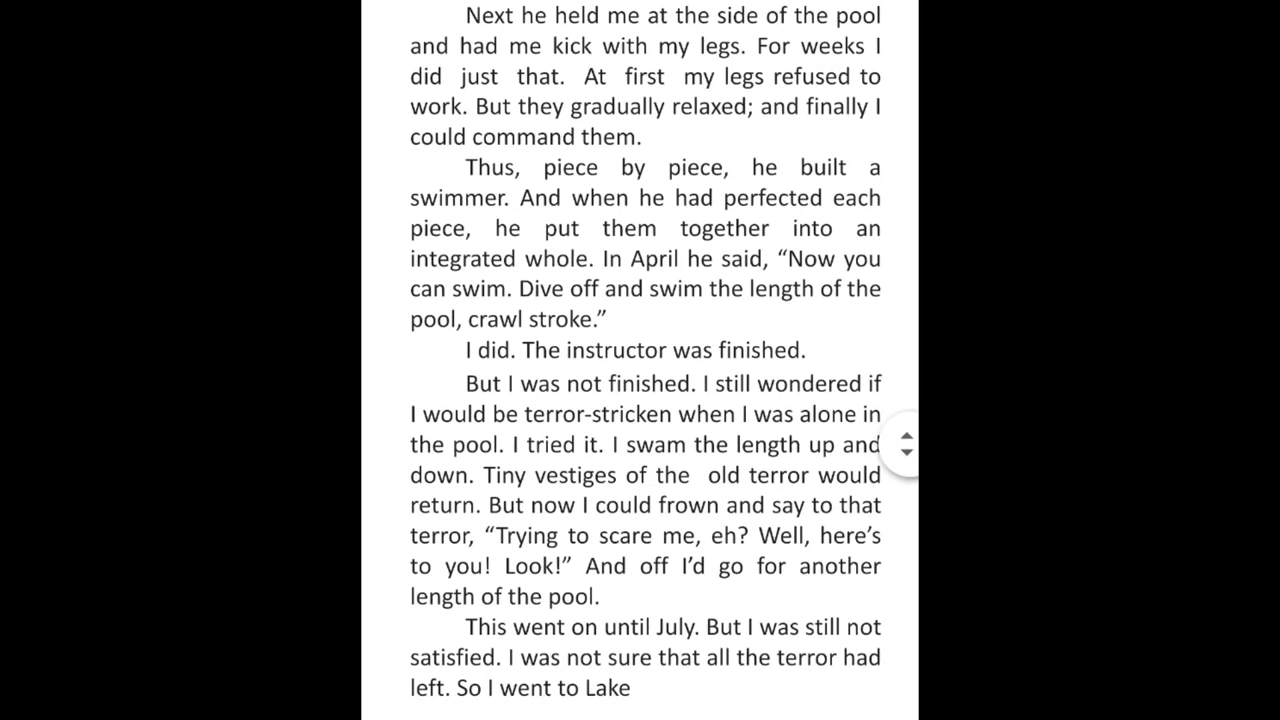 Next he held me at the side of the pool
and had me kick with my legs. For weeks I
did just that. At first my legs refused to
work. But they gradually relaxed; and finally I
could command them.
Thus, piece by piece, he built a
swimmer. And when he had perfected each
piece, he put them together into an
integrated whole. In April he said, “Now you
can swim. Dive off and swim the length of the
pool, crawl stroke.”
I did. The instructor was finished.
But I was not finished. I still wondered if
I would be terror-stricken when I was alone in
the pool. I tried it. I swam the length up and
down. Tiny vestiges of the old terror would
return. But now I could frown and say to that
terror, “Trying to scare me, eh? Well, here’s
to you! Look!” And off I’d go for another
length of the pool.
This went on until July. But I was still not
satisfied. I was not sure that all the terror had
left. So I went to Lake